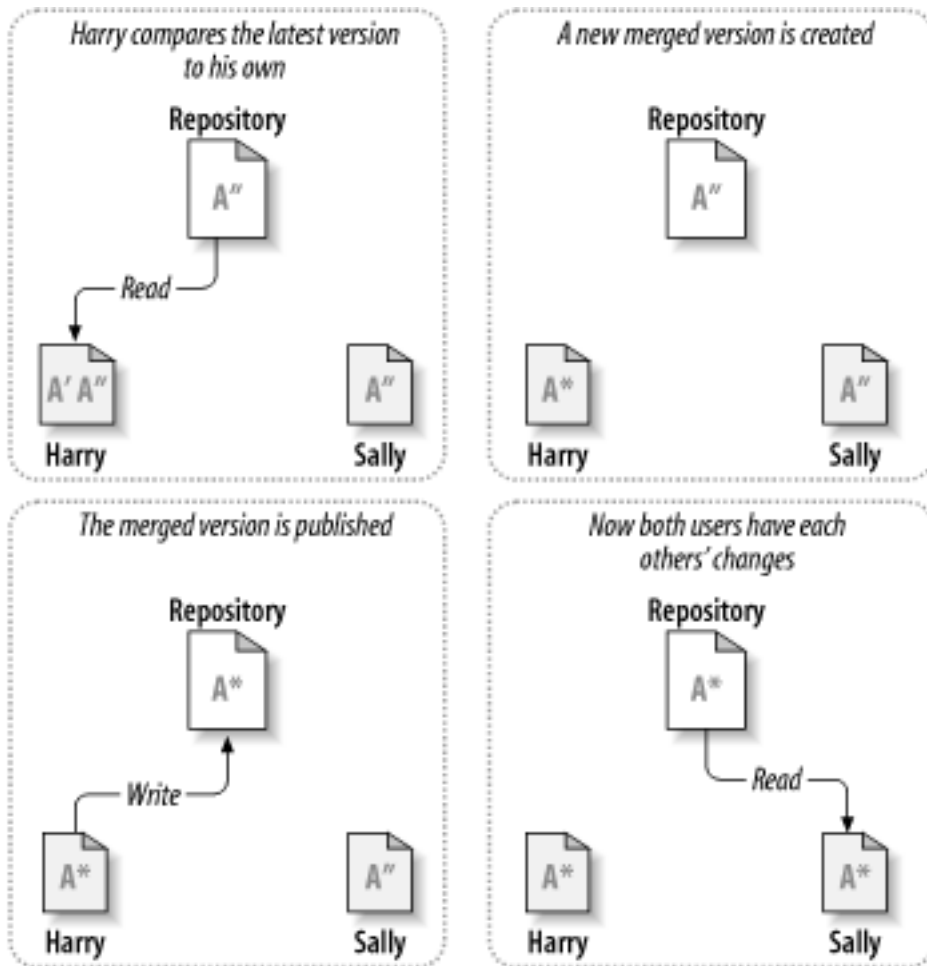 Harry compares the latest version
to his own
Repository
A″
Read
A′ A″
A″
Harry
Sally
A new merged version is created
Repository
A″
A*
A″
Harry
Sally
The merged version is published
Repository
A*
Write
A*
A″
Harry
Sally
Now both users have each
others’ changes
Repository
A*
Read
A*
A*
Harry
Sally